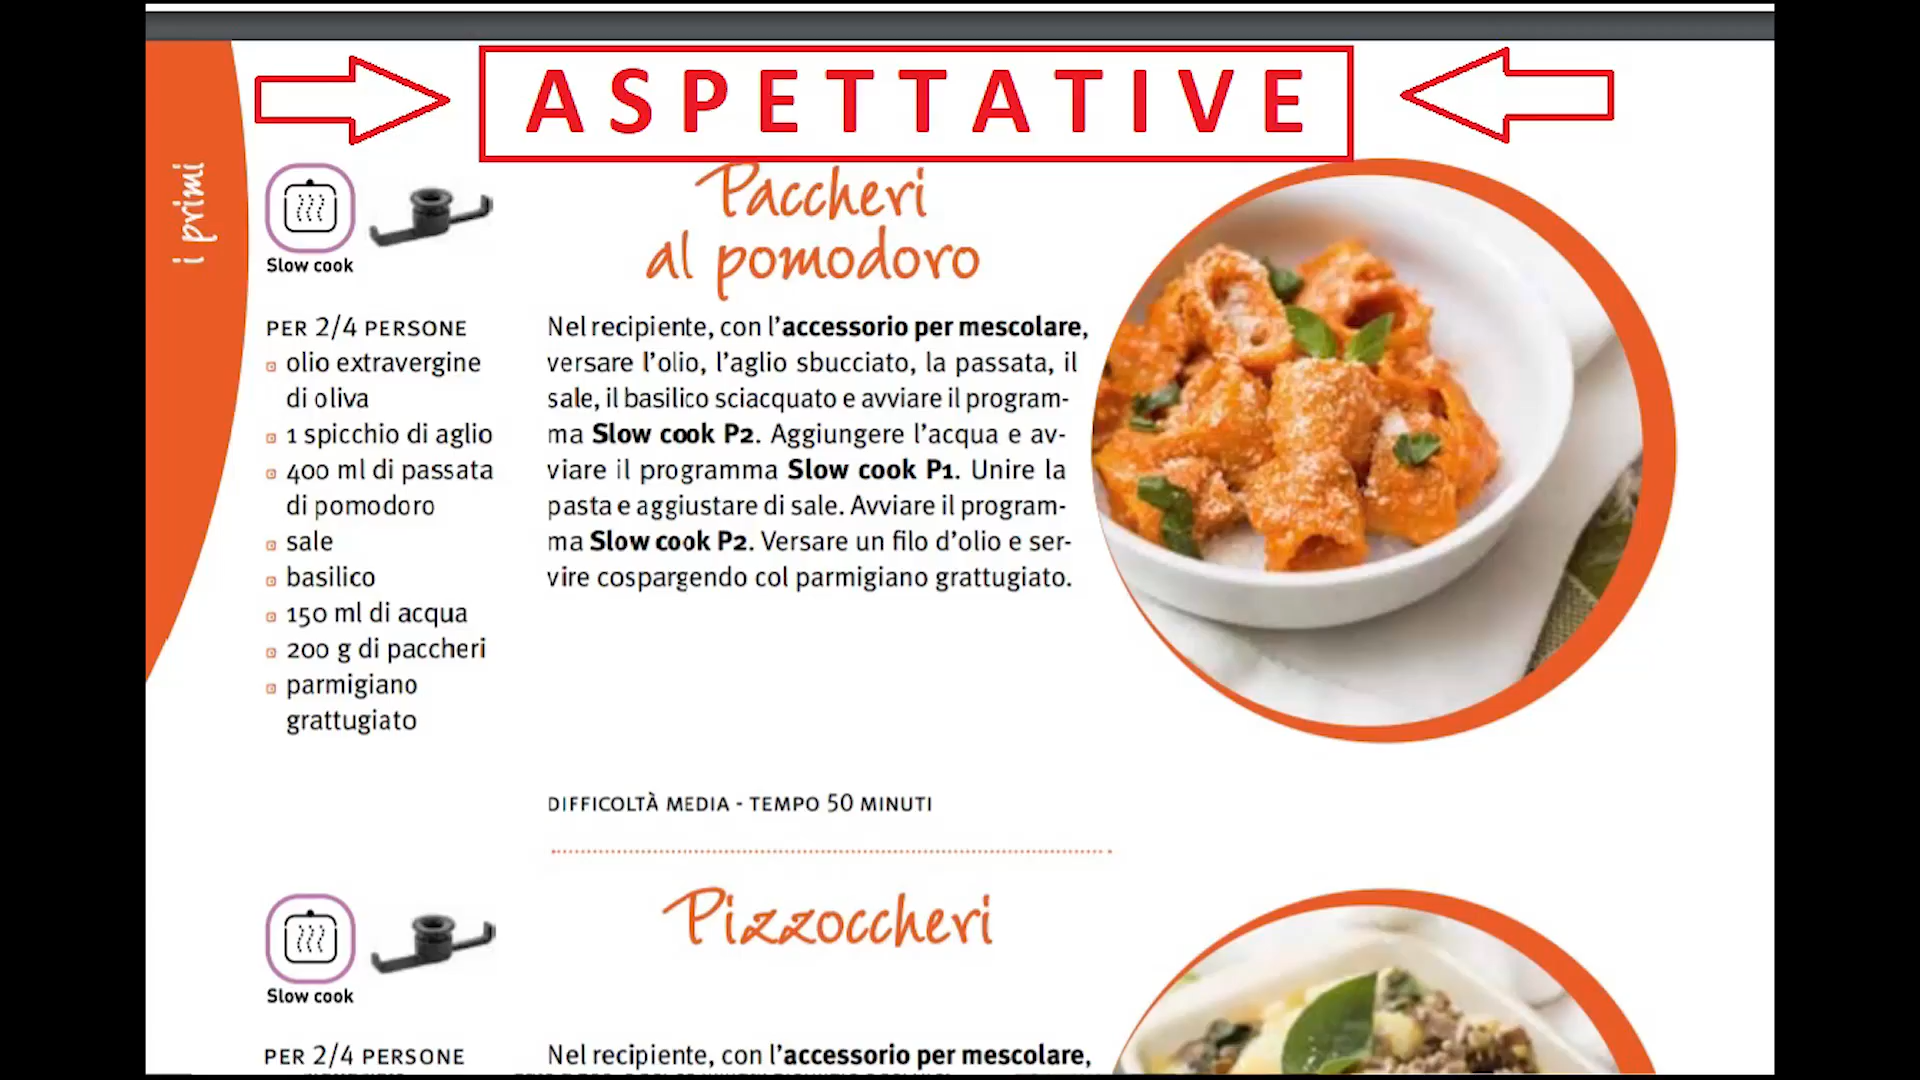 ASPETTATIVE
i primi
Slow cook
Paccheri
al pomodoro
PER 2/4 PERSONE
olio extravergine
di oliva
1 spicchio di aglio
400 ml di passata
di pomodoro
sale
basilico
150 ml di acqua
200 g di paccheri
parmigiano
grattugiato
Nel recipiente, con l'accessorio per mescolare,
versare l'olio, l'aglio sbucciato, la passata, il
sale, il basilico sciacquato e avviare il program-
ma Slow cook P2. Aggiungere l'acqua e av-
viare il programma Slow cook P1. Unire la
pasta e aggiustare di sale. Avviare il program-
ma Slow cook P2. Versare un filo d'olio e ser-
vire cospargendo col parmigiano grattugiato.
DIFFICOLTÀ MEDIA - TEMPO 50 MINUTI
Slow cook
Pizzoccheri
PER 2/4 PERSONE
Nel recipiente, con l'accessorio per mescolare,